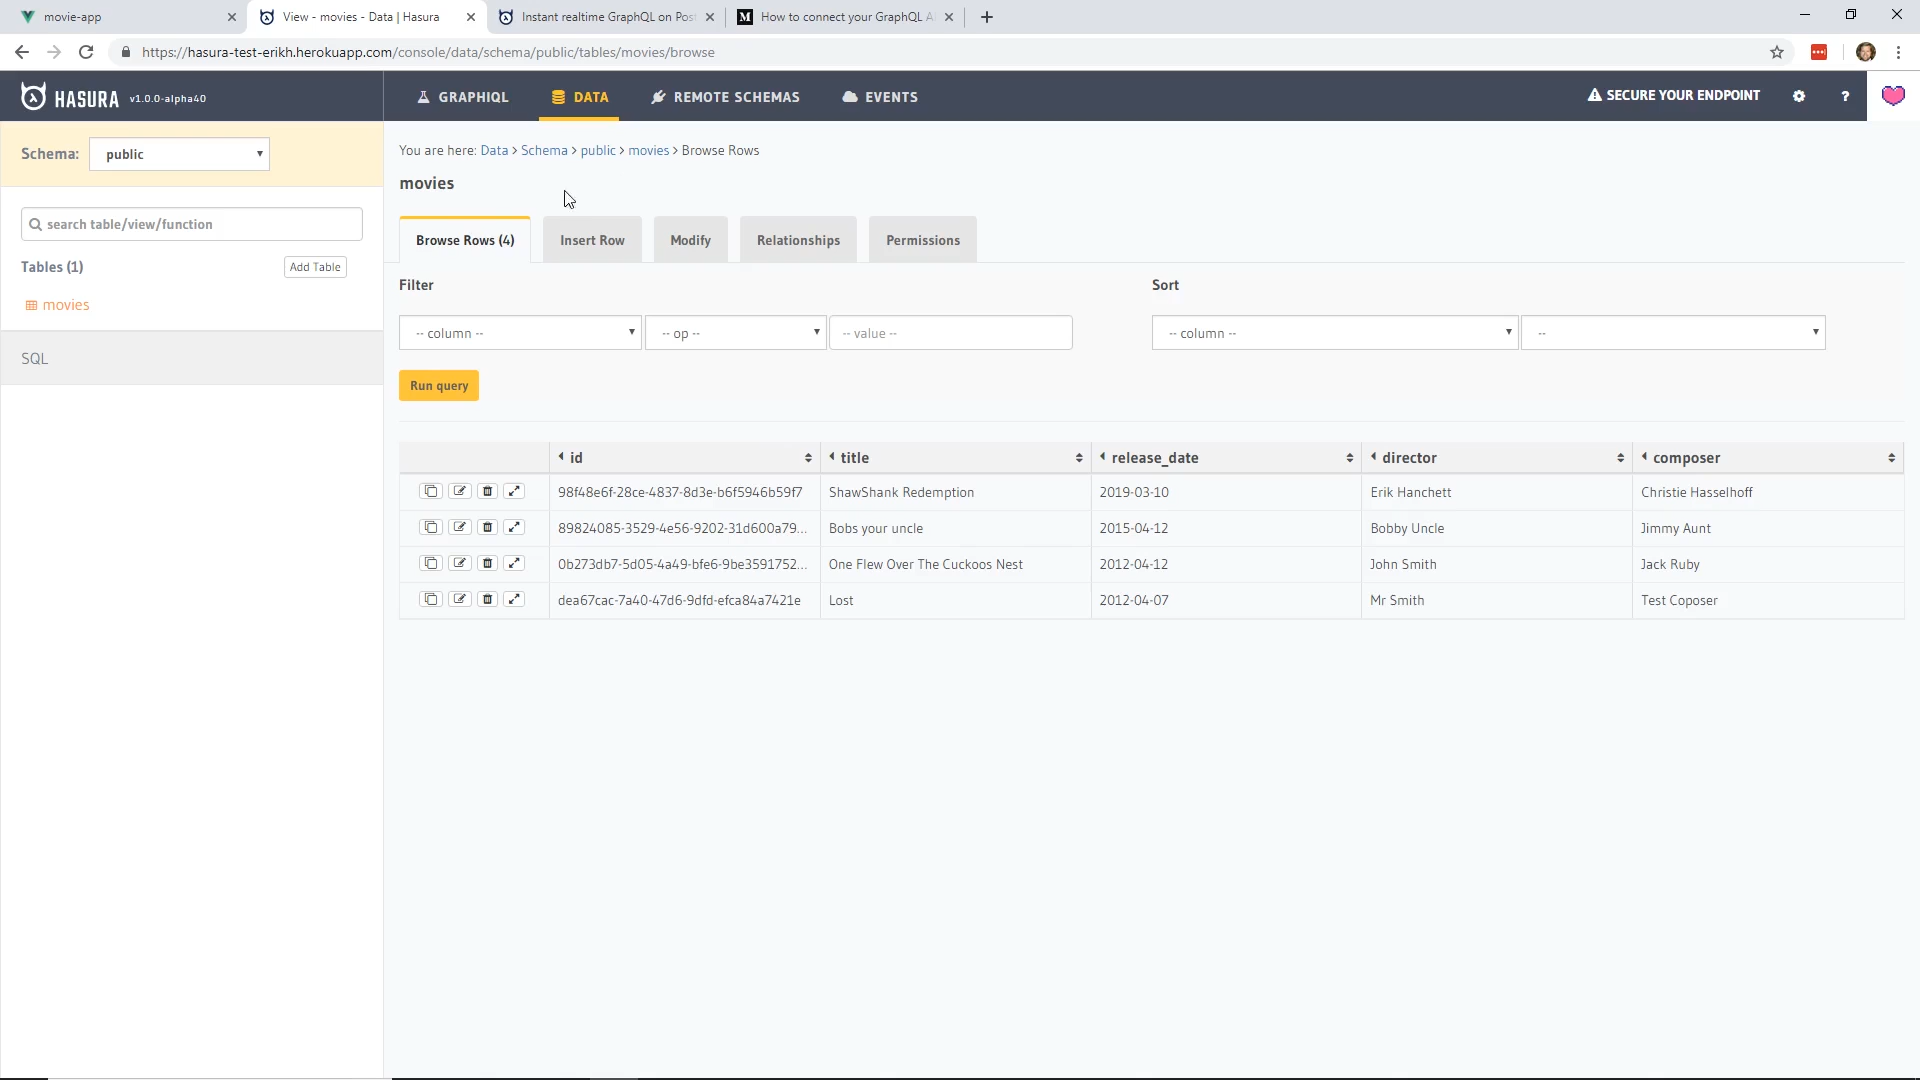 movie-app
View - movies - Data | Hasura
Instant realtime GraphQL on Pos
How to connect your GraphQL A
https://hasura-test-erikh.herokuapp.com/console/data/schema/public/tables/movies/browse
HASURA v1.0.0-alpha40
GRAPHIQL
DATA
REMOTE SCHEMAS
EVENTS
SECURE YOUR ENDPOINT
?
Schema: public
You are here: Data > Schema > public > movies > Browse Rows
movies
search table/view/function
Browse Rows (4)
Insert Row
Modify
Relationships
Permissions
Tables (1)
Add Table
movies
SQL
Filter
Sort
-- column --
-- op --
-- value --
-- column --
--
Run query
id title release_date director composer
98f48e6f-28ce-4837-8d3e-b6f5946b59f7 ShawShank Redemption 2019-03-10 Erik Hanchett Christie Hasselhoff
89824085-3529-4e56-9202-31d600a79... Bobs your uncle 2015-04-12 Bobby Uncle Jimmy Aunt
0b273db7-5d05-4a49-bfe6-9be3591752... One Flew Over The Cuckoos Nest 2012-04-12 John Smith Jack Ruby
dea67cac-7a40-47d6-9dfd-efca84a7421e Lost 2012-04-07 Mr Smith Test Coposer